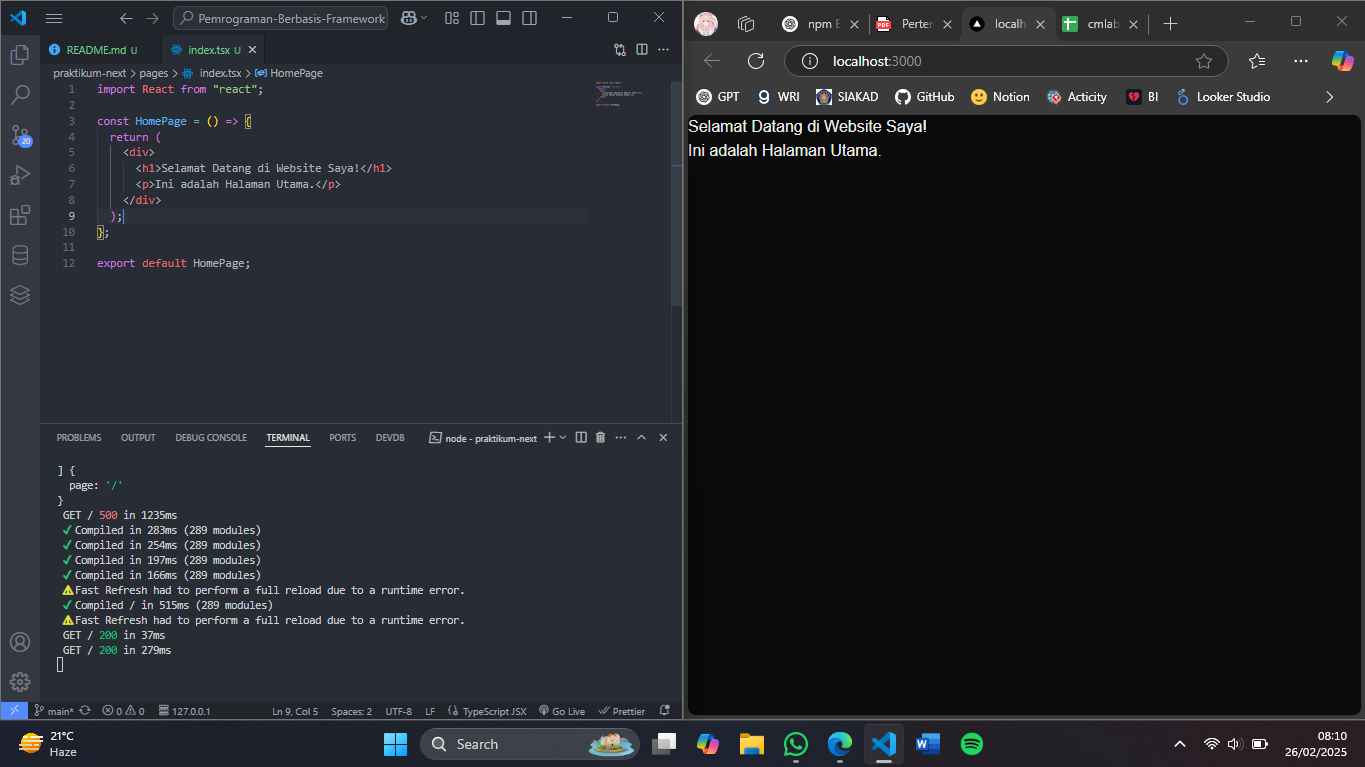 Pemrograman-Berbasis-Framework
README.md U
index.tsx U
praktikum-next > pages > index.tsx > HomePage
1 import React from "react";
2
3 const HomePage = () => {
4 return (
5 <div>
6 <h1>Selamat Datang di Website Saya!</h1>
7 <p>Ini adalah Halaman Utama.</p>
8 </div>
9 );
10 };
11
12 export default HomePage;
20
PROBLEMS OUTPUT DEBUG CONSOLE TERMINAL PORTS DEVDB node - praktikum-next
] {
page: '/'
}
GET / 500 in 1235ms
✓ Compiled in 283ms (289 modules)
✓ Compiled in 254ms (289 modules)
✓ Compiled in 197ms (289 modules)
✓ Compiled in 166ms (289 modules)
⚠ Fast Refresh had to perform a full reload due to a runtime error.
✓ Compiled / in 515ms (289 modules)
⚠ Fast Refresh had to perform a full reload due to a runtime error.
GET / 200 in 37ms
GET / 200 in 279ms
main* 0 0 127.0.0.1 Ln 9, Col 5 Spaces: 2 UTF-8 LF TypeScript JSX Go Live Prettier
npm E
PDF Perten
localh
cmlab
localhost:3000
GPT WRI SIAKAD GitHub Notion Acticity BI Looker Studio
Selamat Datang di Website Saya!
Ini adalah Halaman Utama.
21°C
Haze
Search
08:10
26/02/2025